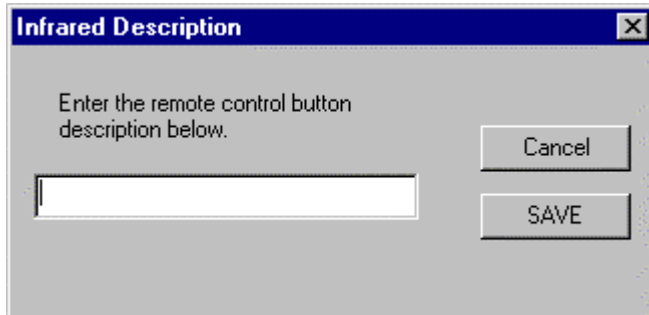 Infrared Description
Enter the remote control button
description below.
Cancel
SAVE